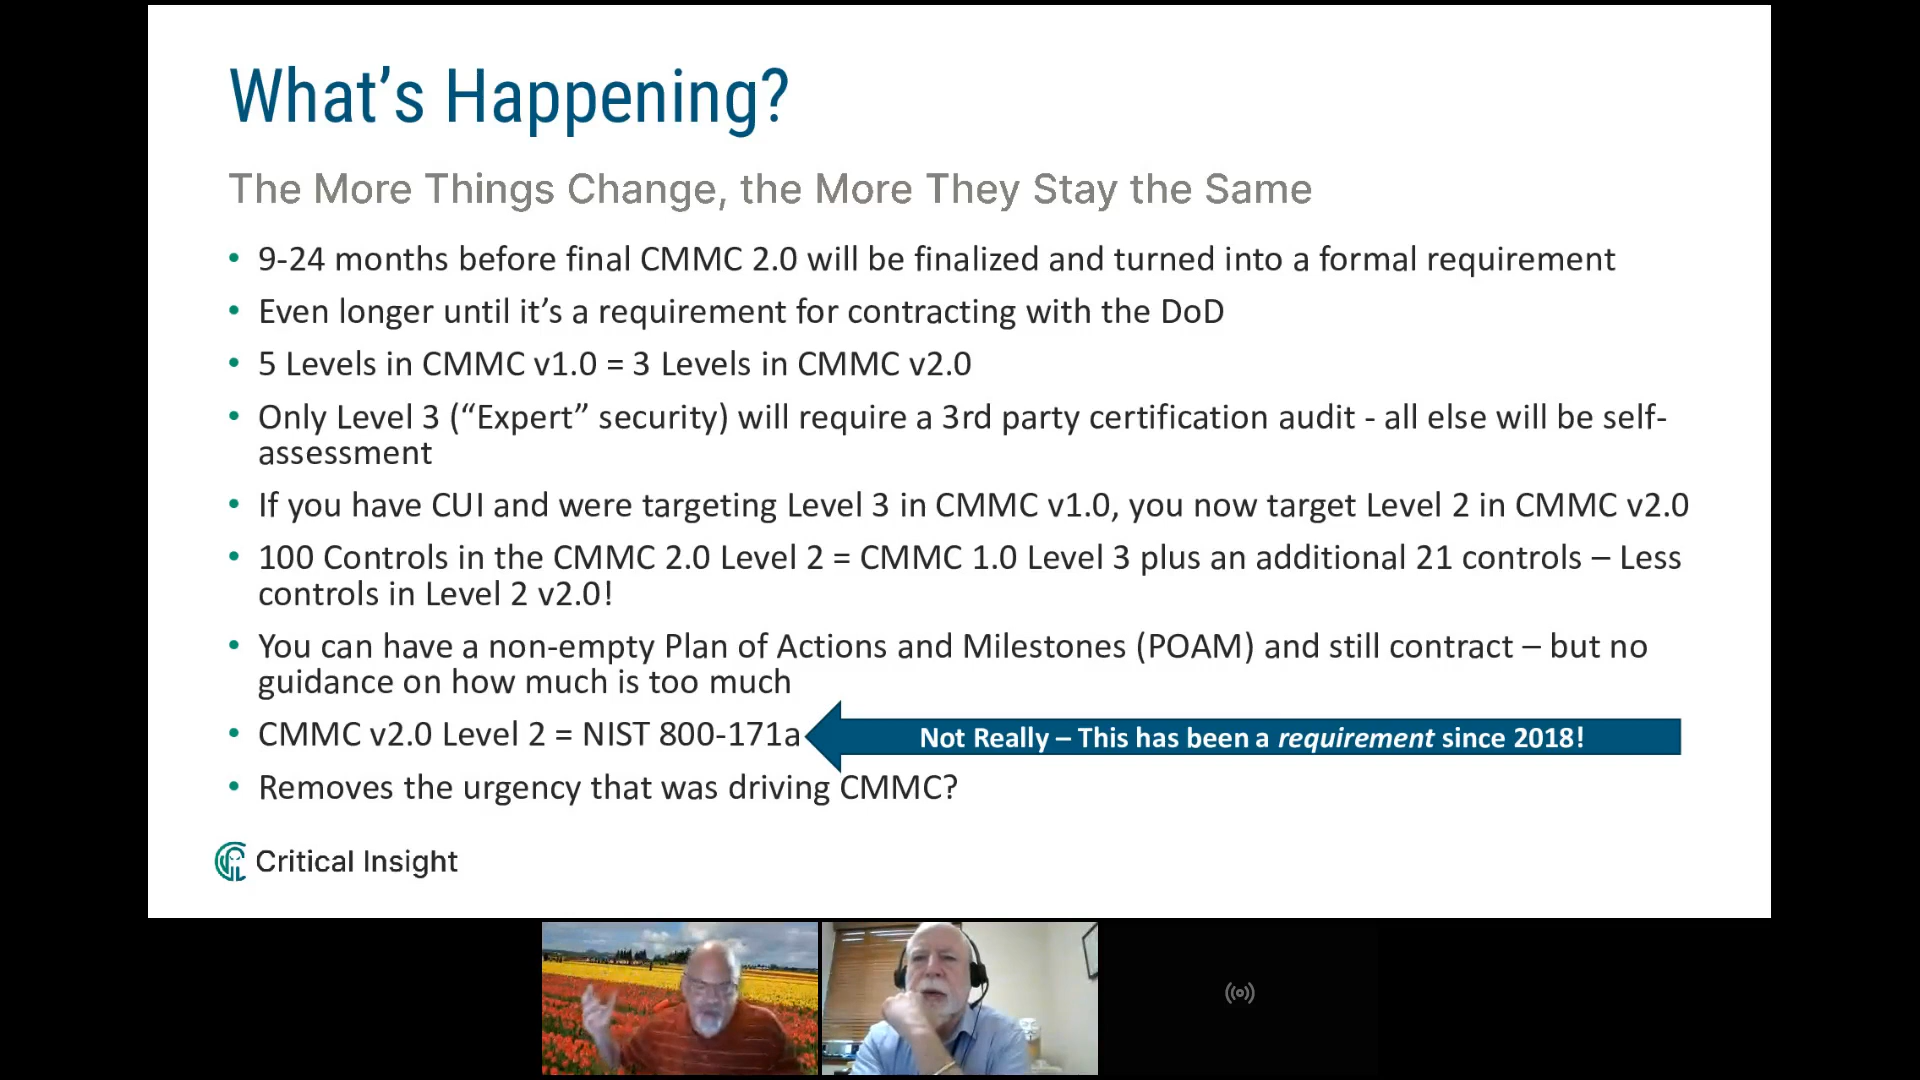 What’s Happening?
The More Things Change, the More They Stay the Same
• 9-24 months before final CMMC 2.0 will be finalized and turned into a formal requirement
• Even longer until it’s a requirement for contracting with the DoD
• 5 Levels in CMMC v1.0 = 3 Levels in CMMC v2.0
• Only Level 3 (“Expert” security) will require a 3rd party certification audit - all else will be self-
assessment
• If you have CUI and were targeting Level 3 in CMMC v1.0, you now target Level 2 in CMMC v2.0
• 100 Controls in the CMMC 2.0 Level 2 = CMMC 1.0 Level 3 plus an additional 21 controls – Less
controls in Level 2 v2.0!
• You can have a non-empty Plan of Actions and Milestones (POAM) and still contract – but no
guidance on how much is too much
• CMMC v2.0 Level 2 = NIST 800-171a
Not Really – This has been a requirement since 2018!
• Removes the urgency that was driving CMMC?
Critical Insight